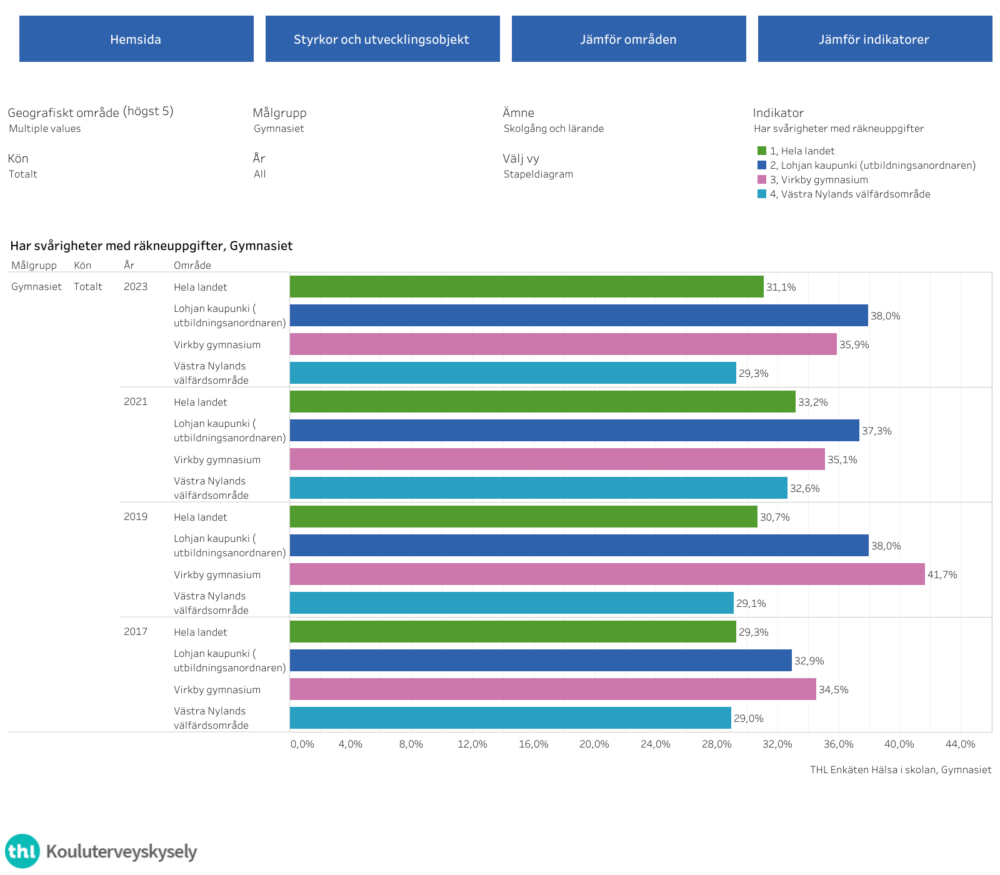 Hemsida
Styrkor och utvecklingsobjekt
Jämför områden
Jämför indikatorer
Geografiskt område (högst 5)
Multiple values
Målgrupp
Gymnasiet
Ämne
Skolgång och lärande
Indikator
Har svårigheter med räkneuppgifter
Kön
Totalt
År
All
Välj vy
Stapeldiagram
1, Hela landet
2, Lohjan kaupunki (utbildningsanordnaren)
3, Virkby gymnasium
4, Västra Nylands välfärdsområde
Har svårigheter med räkneuppgifter, Gymnasiet
Målgrupp Kön År Område
Gymnasiet Totalt 2023 Hela landet 31,1%
Lohjan kaupunki (
utbildningsanordnaren) 38,0%
Virkby gymnasium 35,9%
Västra Nylands
välfärdsområde 29,3%
2021 Hela landet 33,2%
Lohjan kaupunki (
utbildningsanordnaren) 37,3%
Virkby gymnasium 35,1%
Västra Nylands
välfärdsområde 32,6%
2019 Hela landet 30,7%
Lohjan kaupunki (
utbildningsanordnaren) 38,0%
Virkby gymnasium 41,7%
Västra Nylands
välfärdsområde 29,1%
2017 Hela landet 29,3%
Lohjan kaupunki (
utbildningsanordnaren) 32,9%
Virkby gymnasium 34,5%
Västra Nylands
välfärdsområde 29,0%
0,0% 4,0% 8,0% 12,0% 16,0% 20,0% 24,0% 28,0% 32,0% 36,0% 40,0% 44,0%
THL Enkäten Hälsa i skolan, Gymnasiet
thl Kouluterveyskysely